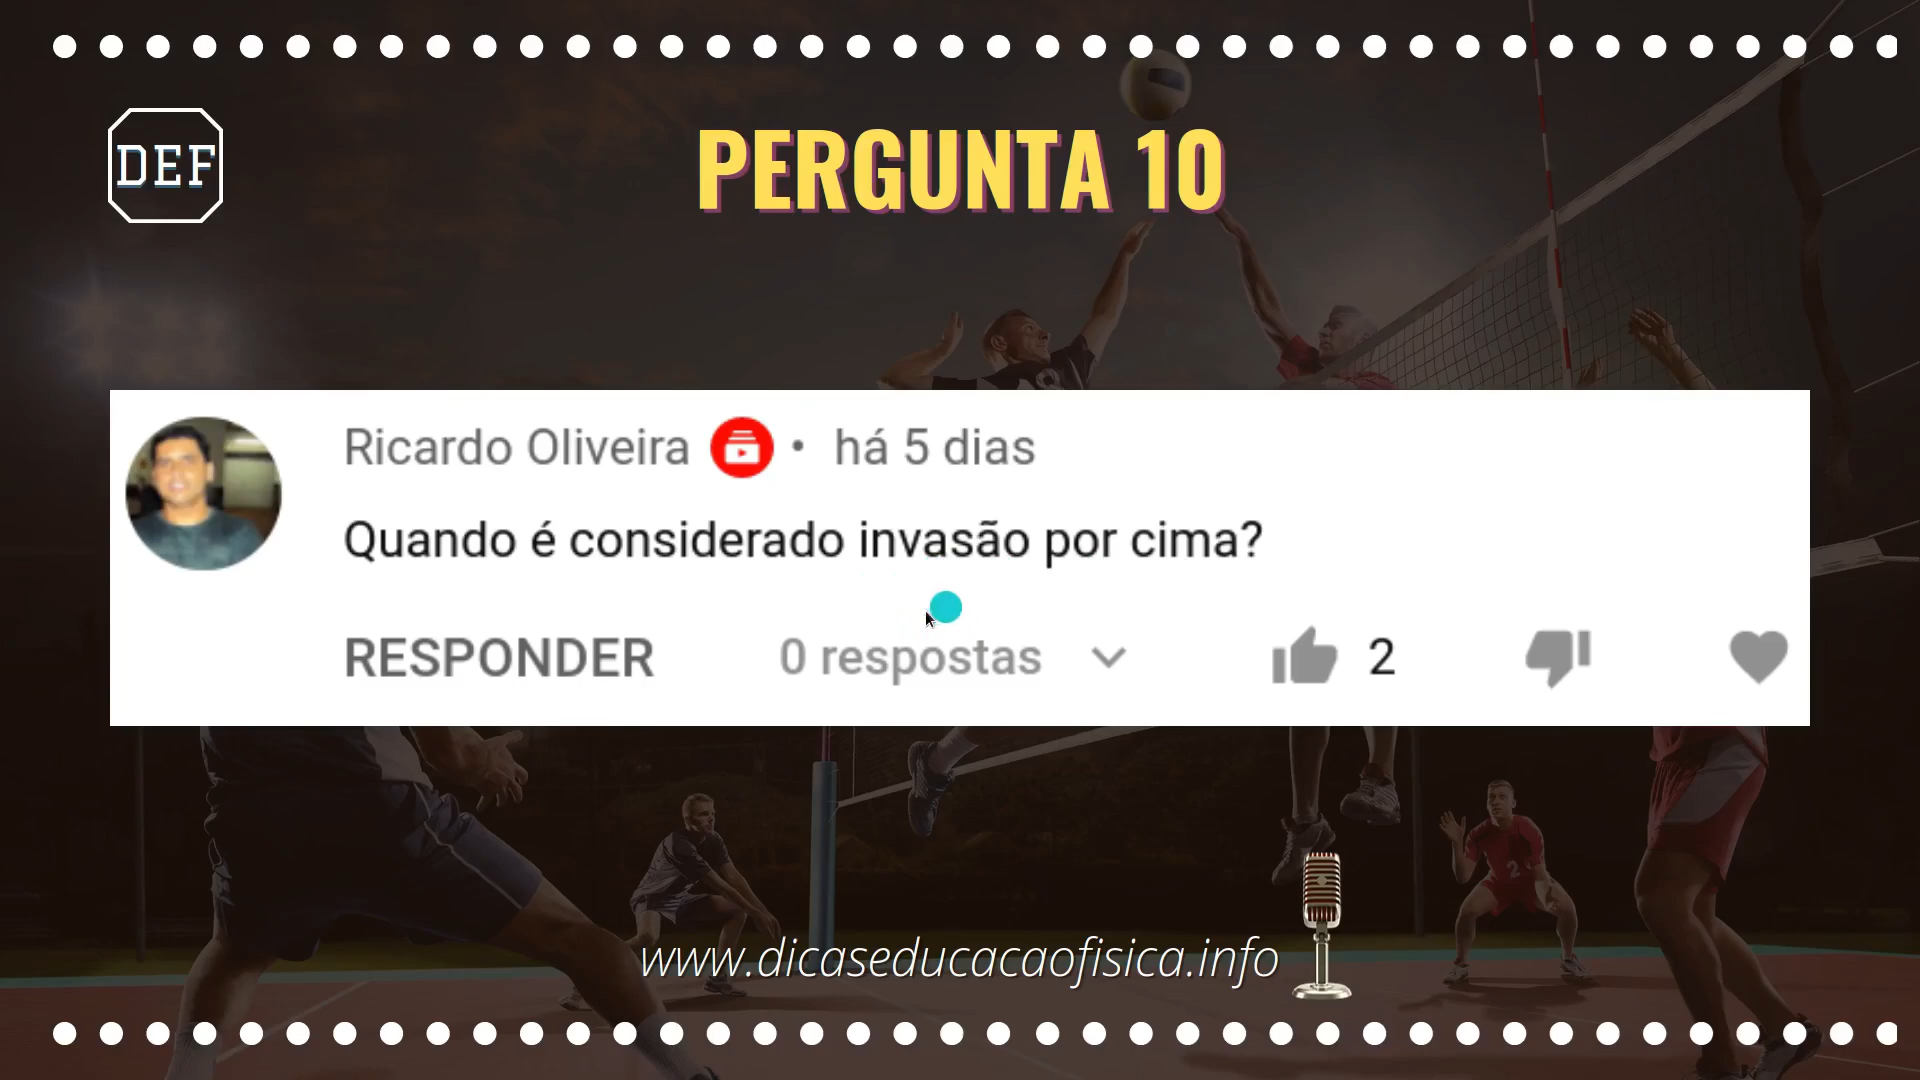 DEF
PERGUNTA 10
Ricardo Oliveira • há 5 dias
Quando é considerado invasão por cima?
RESPONDER 0 respostas 2
www.dicaseducacaofisica.info
2